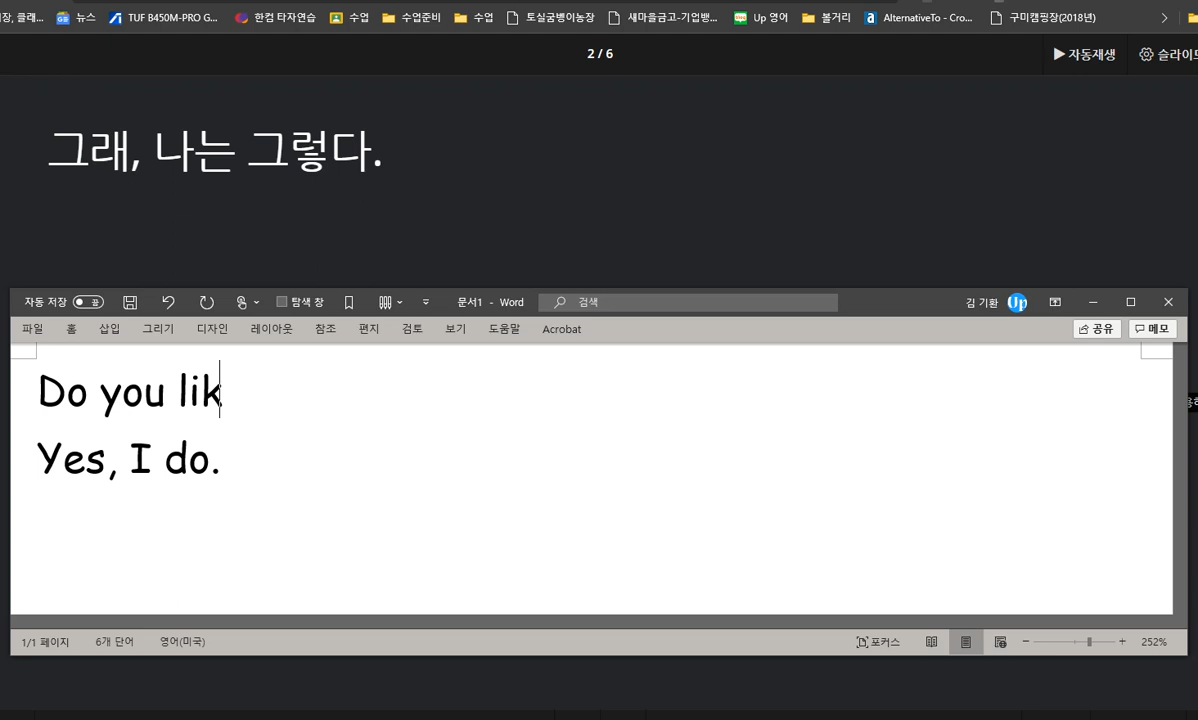 장, 클래... 뉴스 TUF B450M-PRO G... 한컴 타자연습 수업 수업준비 수업 토실굼벵이농장 새마을금고-기업뱅... Up 영어 볼거리 AlternativeTo - Cro... 구미캠핑장(2018년)
2 / 6 자동재생 슬라이드
그래, 나는 그렇다.
자동 저장 끔 탐색 창 문서1 - Word 검색 김 기환 Up
파일 홈 삽입 그리기 디자인 레이아웃 참조 편지 검토 보기 도움말 Acrobat 공유 메모
Do you lik
Yes, I do.
1/1 페이지 6개 단어 영어(미국) 포커스 252%